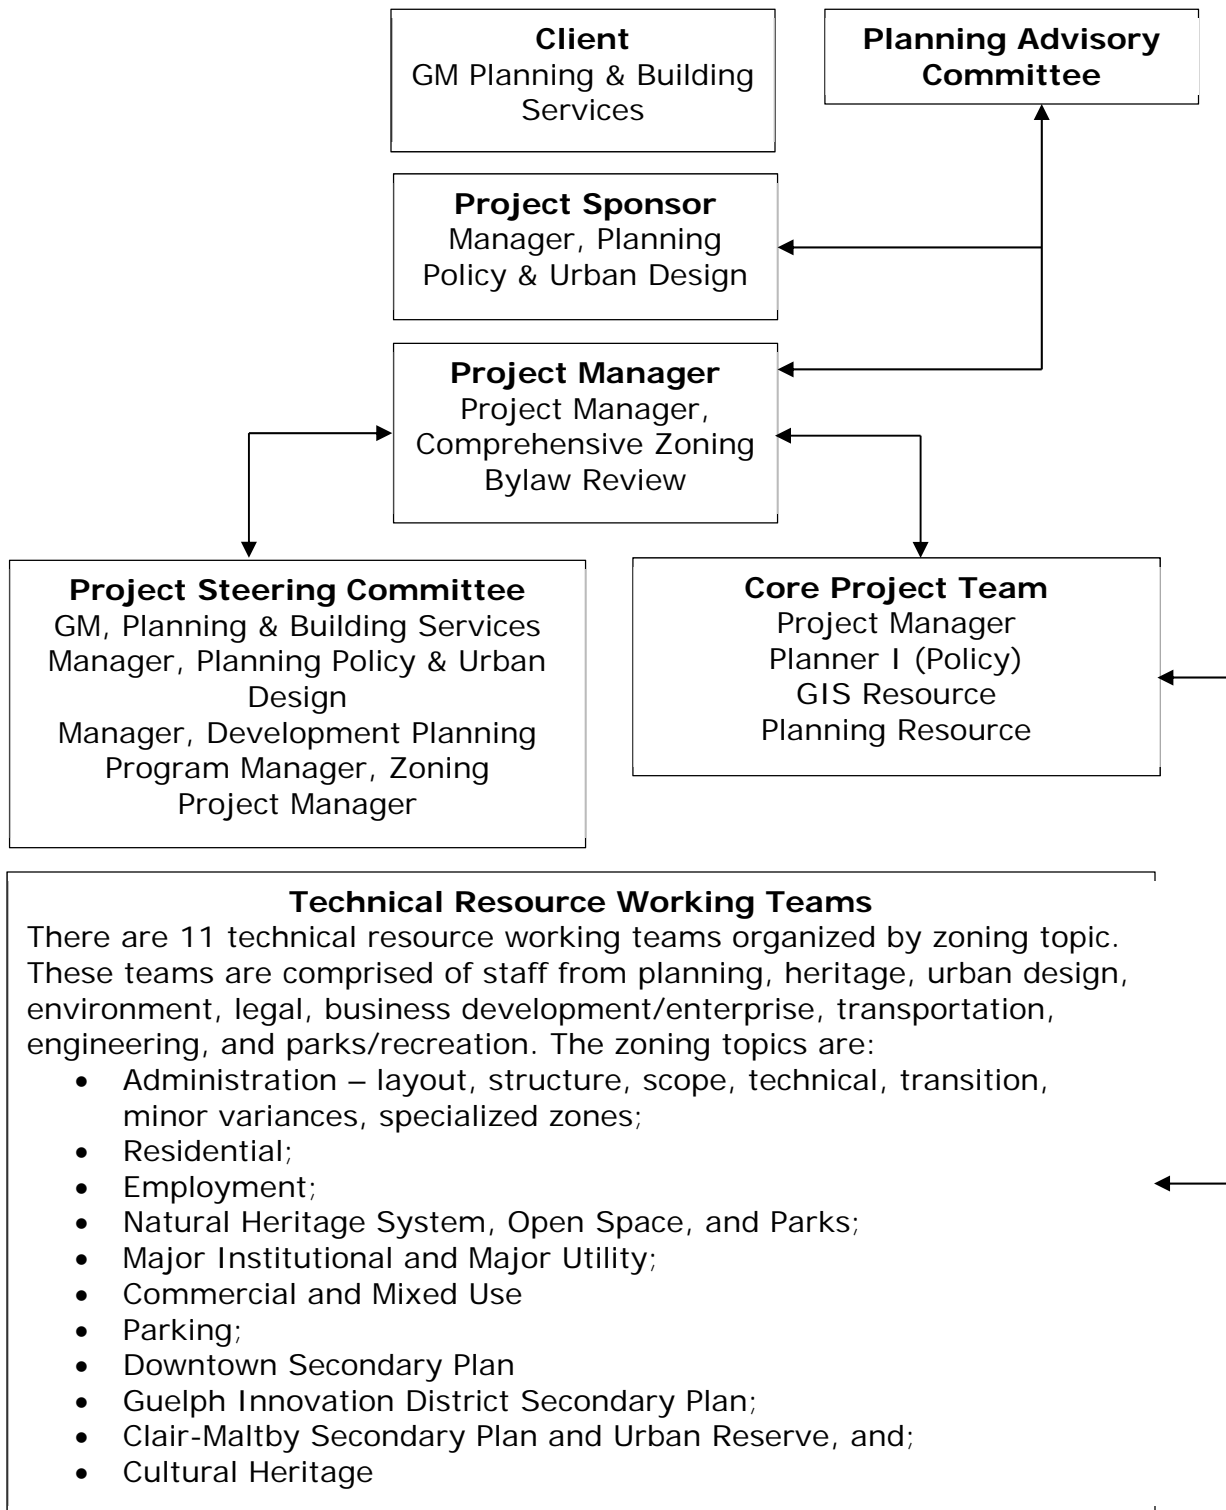 Client
GM Planning & Building
Services
Planning Advisory
Committee
Project Sponsor
Manager, Planning
Policy & Urban Design
Project Manager
Project Manager,
Comprehensive Zoning
Bylaw Review
Project Steering Committee
GM, Planning & Building Services
Manager, Planning Policy & Urban
Design
Manager, Development Planning
Program Manager, Zoning
Project Manager
Core Project Team
Project Manager
Planner I (Policy)
GIS Resource
Planning Resource
Technical Resource Working Teams
There are 11 technical resource working teams organized by zoning topic.
These teams are comprised of staff from planning, heritage, urban design,
environment, legal, business development/enterprise, transportation,
engineering, and parks/recreation. The zoning topics are:
• Administration – layout, structure, scope, technical, transition,
minor variances, specialized zones;
• Residential;
• Employment;
• Natural Heritage System, Open Space, and Parks;
• Major Institutional and Major Utility;
• Commercial and Mixed Use
• Parking;
• Downtown Secondary Plan
• Guelph Innovation District Secondary Plan;
• Clair-Maltby Secondary Plan and Urban Reserve, and;
• Cultural Heritage